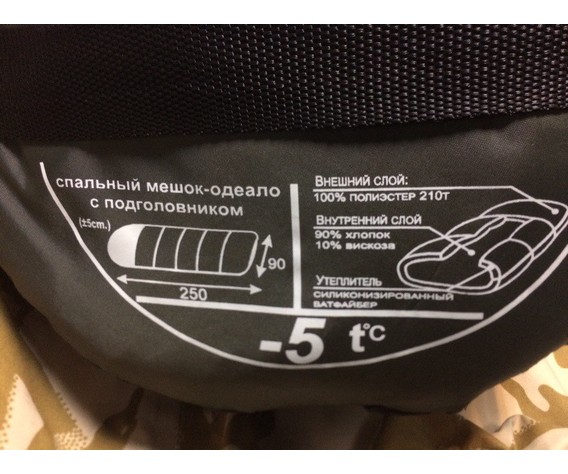 спальный мешок-одеало
с подголовником
(±5cm.)
90
250
Внешний слой:
100% полиэстер 210т
Внутренний слой
90% хлопок
10% вискоза
Утеплитель
силиконизированный
ватфайбер
-5 t°C